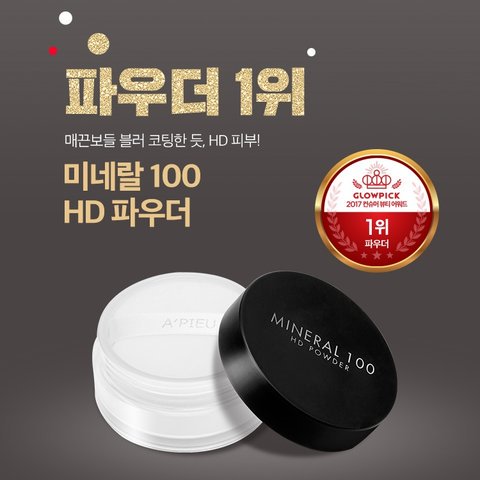 파우더 1위
매끈보들 블러 코팅한 듯, HD 피부!
미네랄 100
HD 파우더
GLOWPICK
2017 컨슈머 뷰티 어워드
1위
파우더
A'PIEU
MINERAL 100
HD POWDER